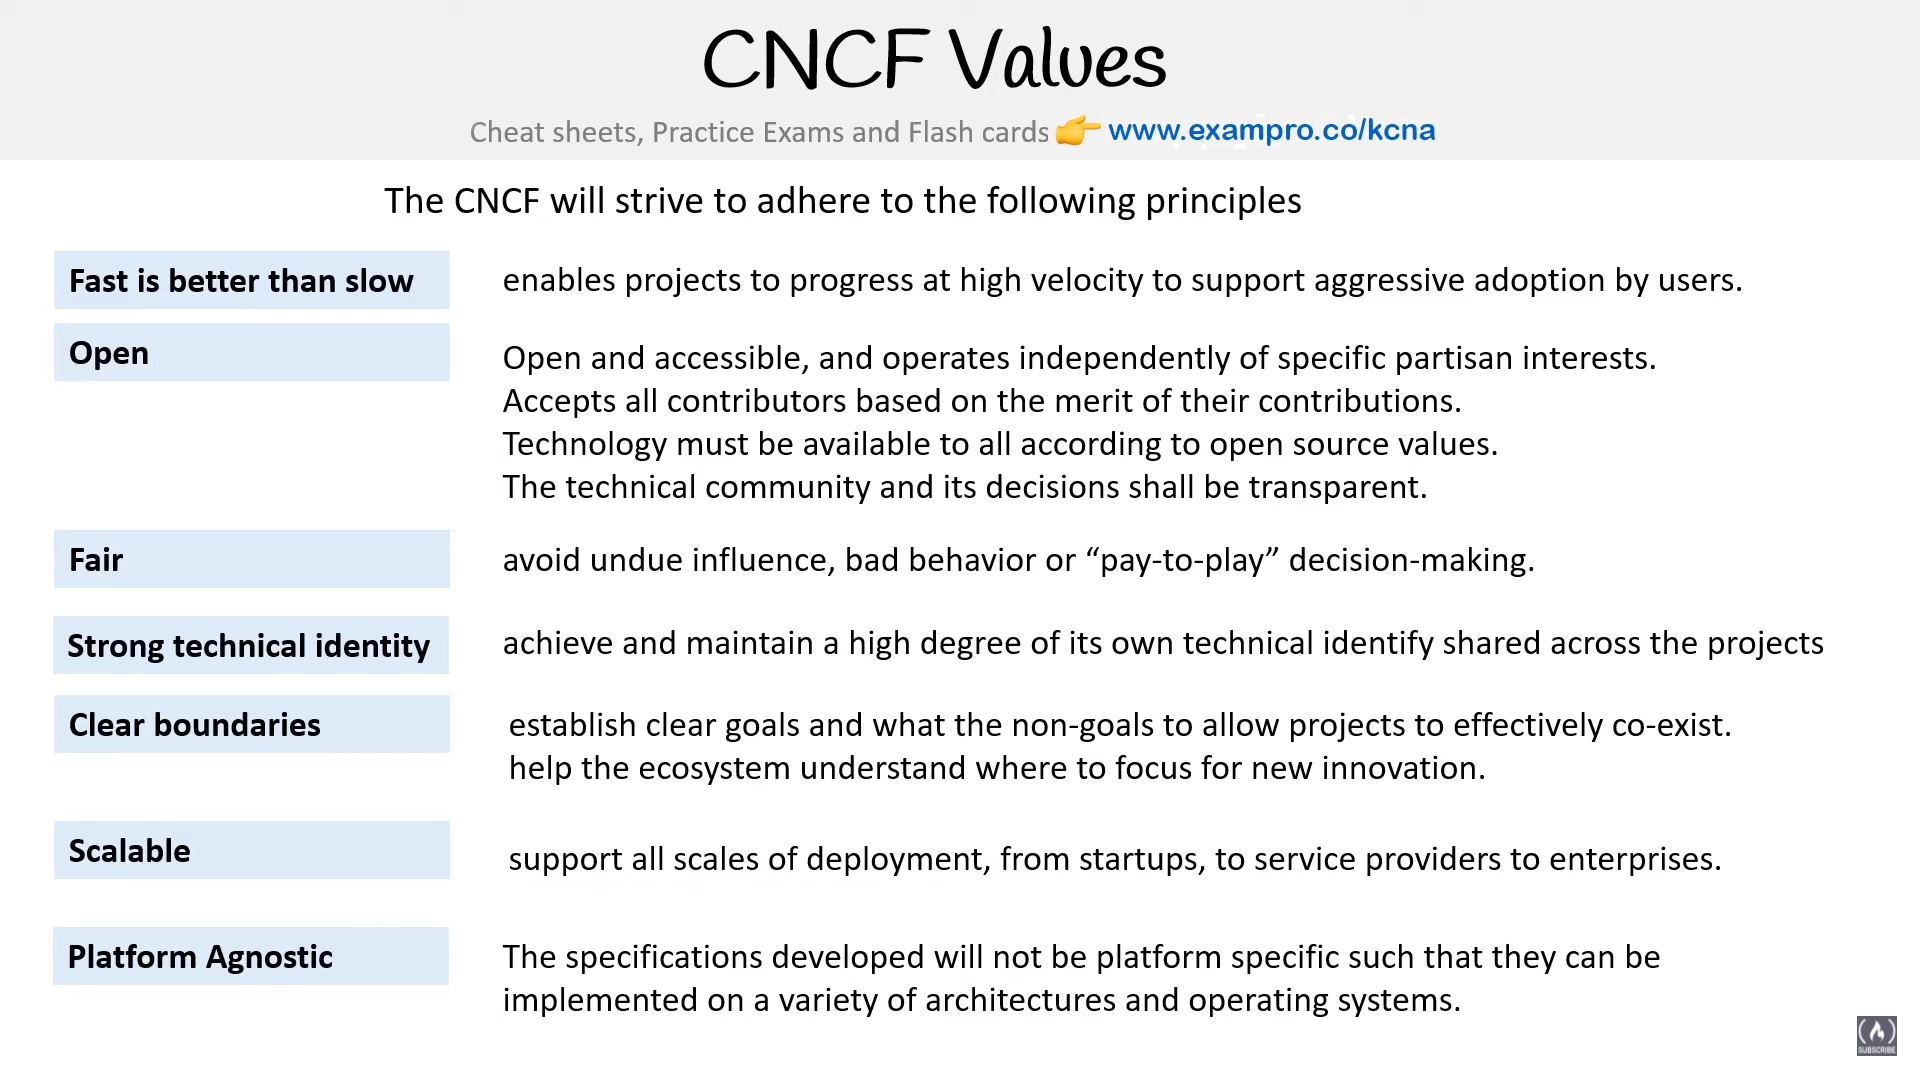 CNCF Values
Cheat sheets, Practice Exams and Flash cards 👉 www.exampro.co/kcna
The CNCF will strive to adhere to the following principles
Fast is better than slow
enables projects to progress at high velocity to support aggressive adoption by users.
Open
Open and accessible, and operates independently of specific partisan interests.
Accepts all contributors based on the merit of their contributions.
Technology must be available to all according to open source values.
The technical community and its decisions shall be transparent.
Fair
avoid undue influence, bad behavior or “pay-to-play” decision-making.
Strong technical identity
achieve and maintain a high degree of its own technical identify shared across the projects
Clear boundaries
establish clear goals and what the non-goals to allow projects to effectively co-exist.
help the ecosystem understand where to focus for new innovation.
Scalable
support all scales of deployment, from startups, to service providers to enterprises.
Platform Agnostic
The specifications developed will not be platform specific such that they can be
implemented on a variety of architectures and operating systems.
SUBSCRIBE